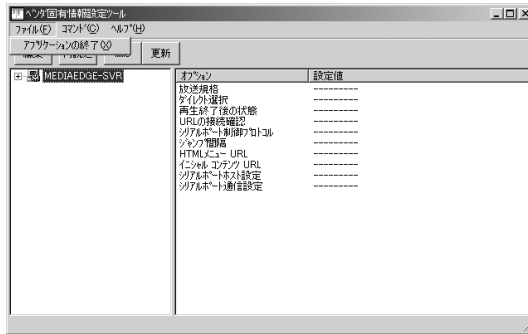 ﾍﾞﾝﾀﾞ固有情報設定ツール
ファイル(F) コマンド(C) ヘルプ(H)
アプリケーションの終了(X)
更新
MEDIAEDGE-SVR
オプション 設定値
放送規格 ---------
ダイレクト選択 ---------
再生終了後の状態 ---------
URLの接続確認 ---------
シリアルポート制御プロトコル ---------
ジャンプ間隔 ---------
HTMLメニュー URL ---------
イニシャル コンテンツ URL ---------
シリアルポートホスト設定 ---------
シリアルポート通信設定 ---------